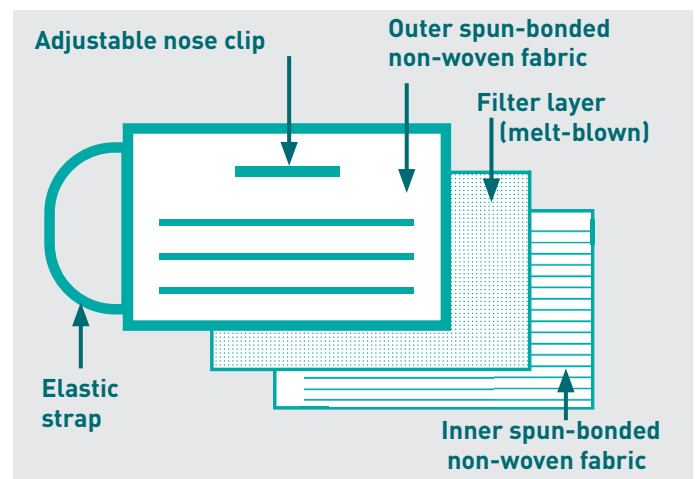 Adjustable nose clip
Outer spun-bonded
non-woven fabric
Filter layer
(melt-blown)
Elastic
strap
Inner spun-bonded
non-woven fabric